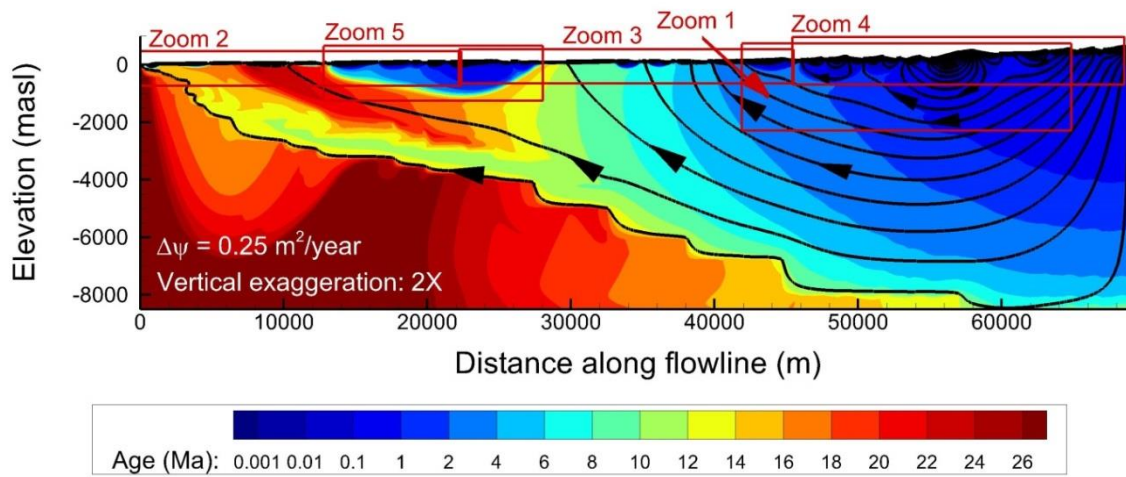 Zoom 2
Zoom 5
Zoom 3
Zoom 1
Zoom 4
Elevation (masl)
0
-2000
-4000
-6000
-8000
Δψ = 0.25 m²/year
Vertical exaggeration: 2X
0 10000 20000 30000 40000 50000 60000
Distance along flowline (m)
Age (Ma): 0.001 0.01 0.1 1 2 4 6 8 10 12 14 16 18 20 22 24 26